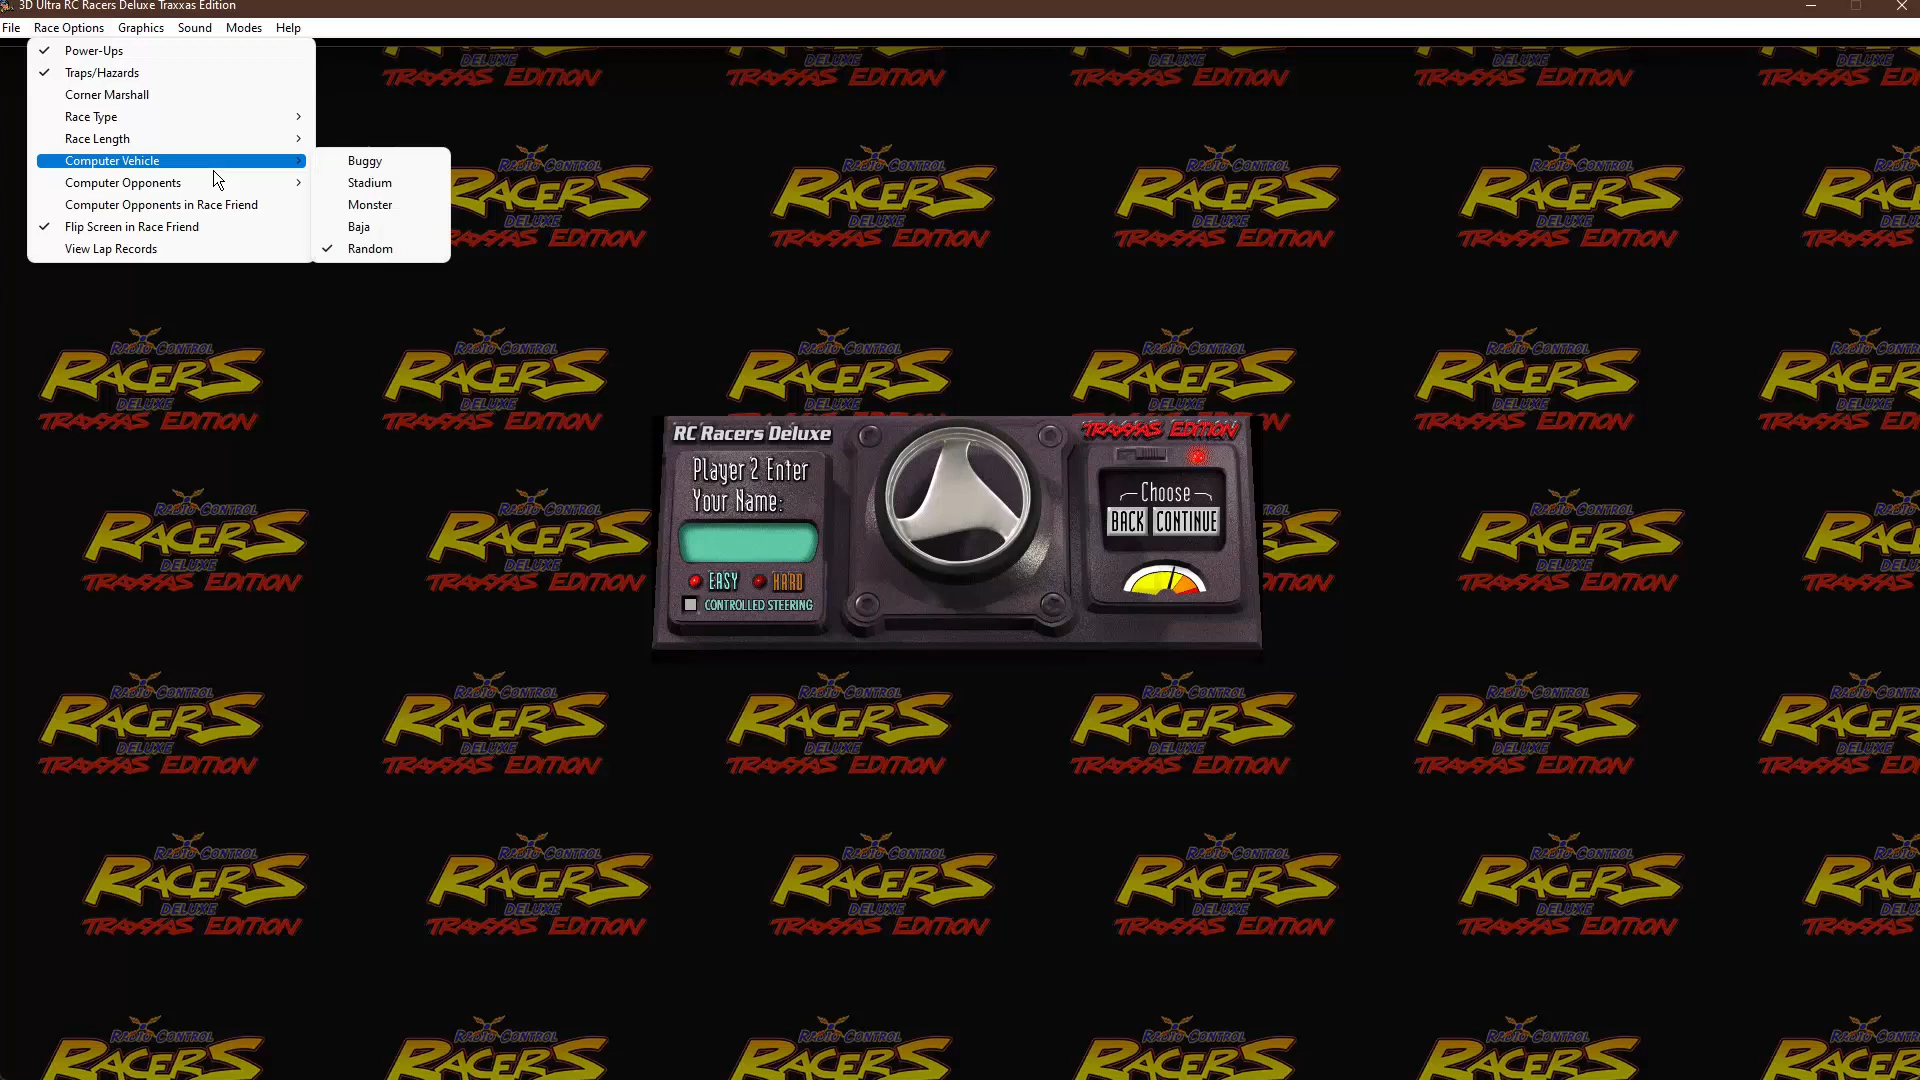 3D Ultra RC Racers Deluxe Traxxas Edition
File Race Options Graphics Sound Modes Help
Power-Ups
Traps/Hazards
Corner Marshall
Race Type
Race Length
Computer Vehicle
Computer Opponents
Computer Opponents in Race Friend
Flip Screen in Race Friend
View Lap Records
Buggy
Stadium
Monster
Baja
Random
RADIO CONTROL
RACERS
DELUXE
TRAXXAS EDITION
RC Racers Deluxe
TRAXXAS EDITION
Player 2 Enter
Your Name:
EASY HARD
CONTROLLED STEERING
Choose
BACK CONTINUE